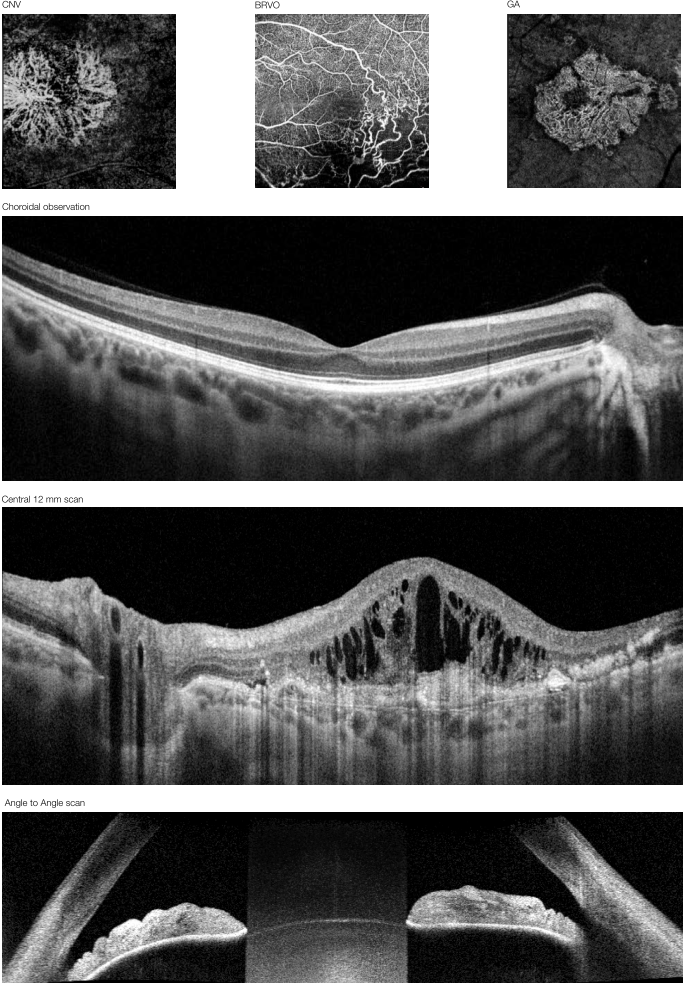 CNV
BRVO
GA
Choroidal observation
Central 12 mm scan
Angle to Angle scan